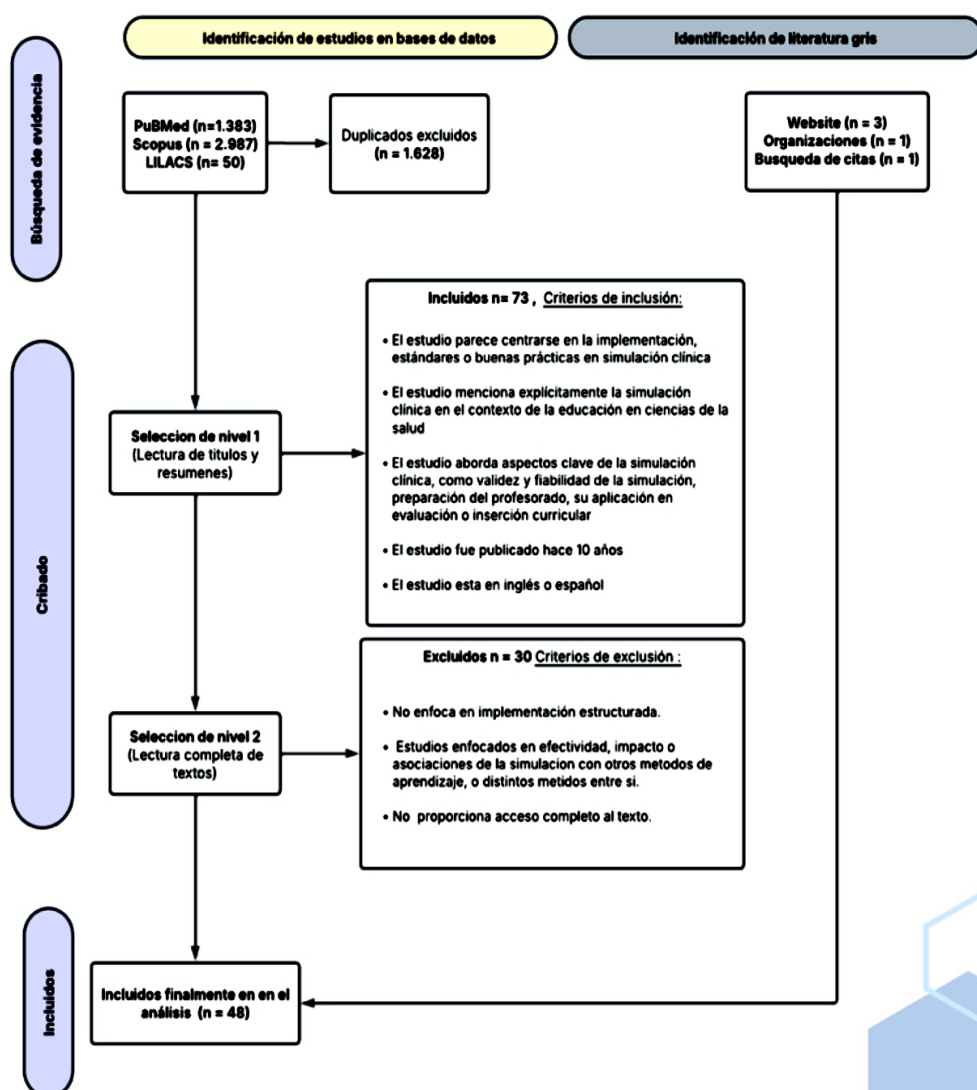 Identificación de estudios en bases de datos
Identificación de literatura gris
Búsqueda de evidencia
PuBMed (n=1.383)
Scopus (n = 2.987)
LILACS (n= 50)
Duplicados excluidos
(n = 1.628)
Website (n = 3)
Organizaciones (n = 1)
Busqueda de citas (n = 1)
Cribado
Seleccion de nivel 1
(Lectura de titulos y
resumenes)
Incluidos n= 73 , Criterios de inclusión:
• El estudio parece centrarse en la implementación,
estándares o buenas prácticas en simulación clínica
• El estudio menciona explícitamente la simulación
clínica en el contexto de la educación en ciencias de la
salud
• El estudio aborda aspectos clave de la simulación
clínica, como validez y fiabilidad de la simulación,
preparación del profesorado, su aplicación en
evaluación o inserción curricular
• El estudio fue publicado hace 10 años
• El estudio esta en inglés o español
Seleccion de nivel 2
(Lectura completa de
textos)
Excluidos n = 30 Criterios de exclusión :
• No enfoca en implementación estructurada.
• Estudios enfocados en efectividad, impacto o
asociaciones de la simulacion con otros metodos de
aprendizaje, o distintos metidos entre si.
• No proporciona acceso completo al texto.
Incluidos
Incluidos finalmente en en el
análisis (n = 48)